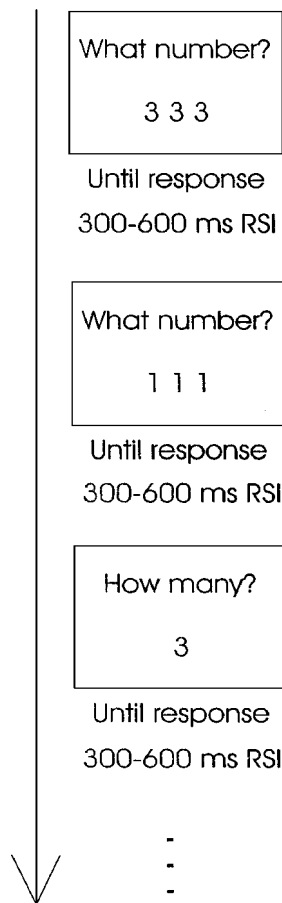 What number?
3 3 3
Until response
300-600 ms RSI
What number?
1 1 1
Until response
300-600 ms RSI
How many?
3
Until response
300-600 ms RSI